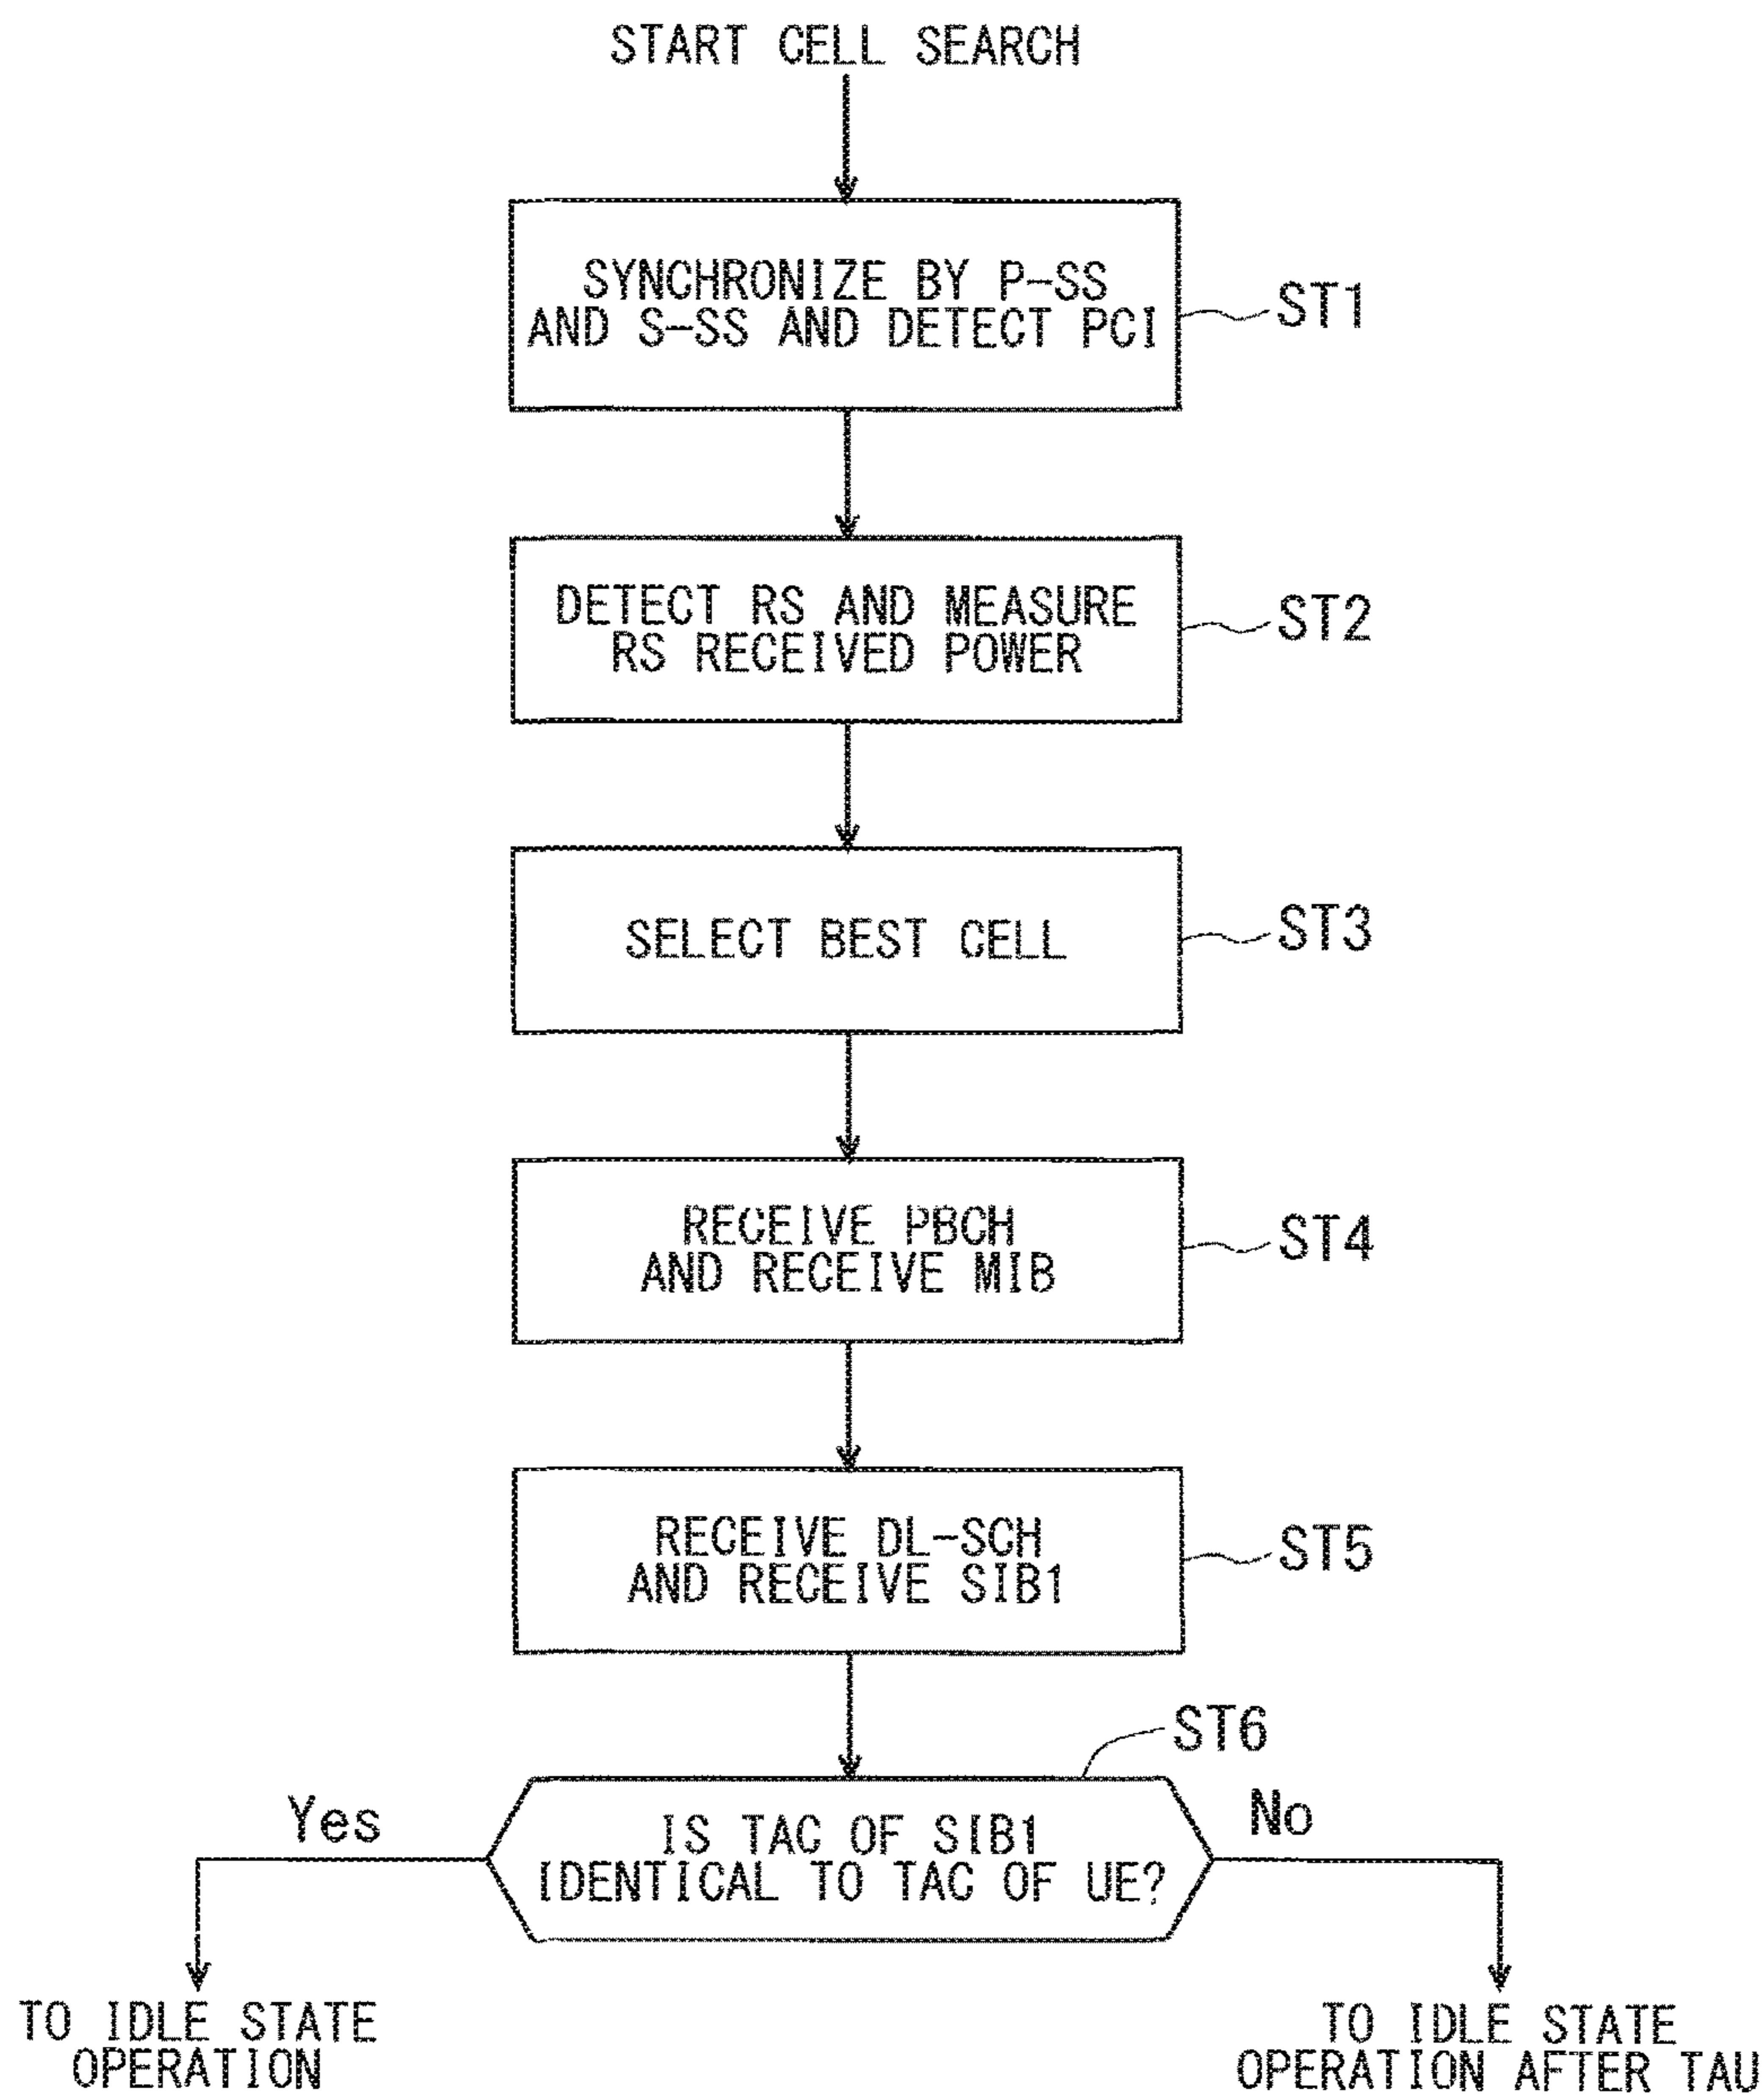 START CELL SEARCH
SYNCHRONIZE BY P-SS
AND S-SS AND DETECT PCI
ST1
DETECT RS AND MEASURE
RS RECEIVED POWER
ST2
SELECT BEST CELL
ST3
RECEIVE PBCH
AND RECEIVE MIB
ST4
RECEIVE DL-SCH
AND RECEIVE SIB1
ST5
ST6
Yes
IS TAC OF SIB1
IDENTICAL TO TAC OF UE?
No
TO IDLE STATE
OPERATION
TO IDLE STATE
OPERATION AFTER TAU